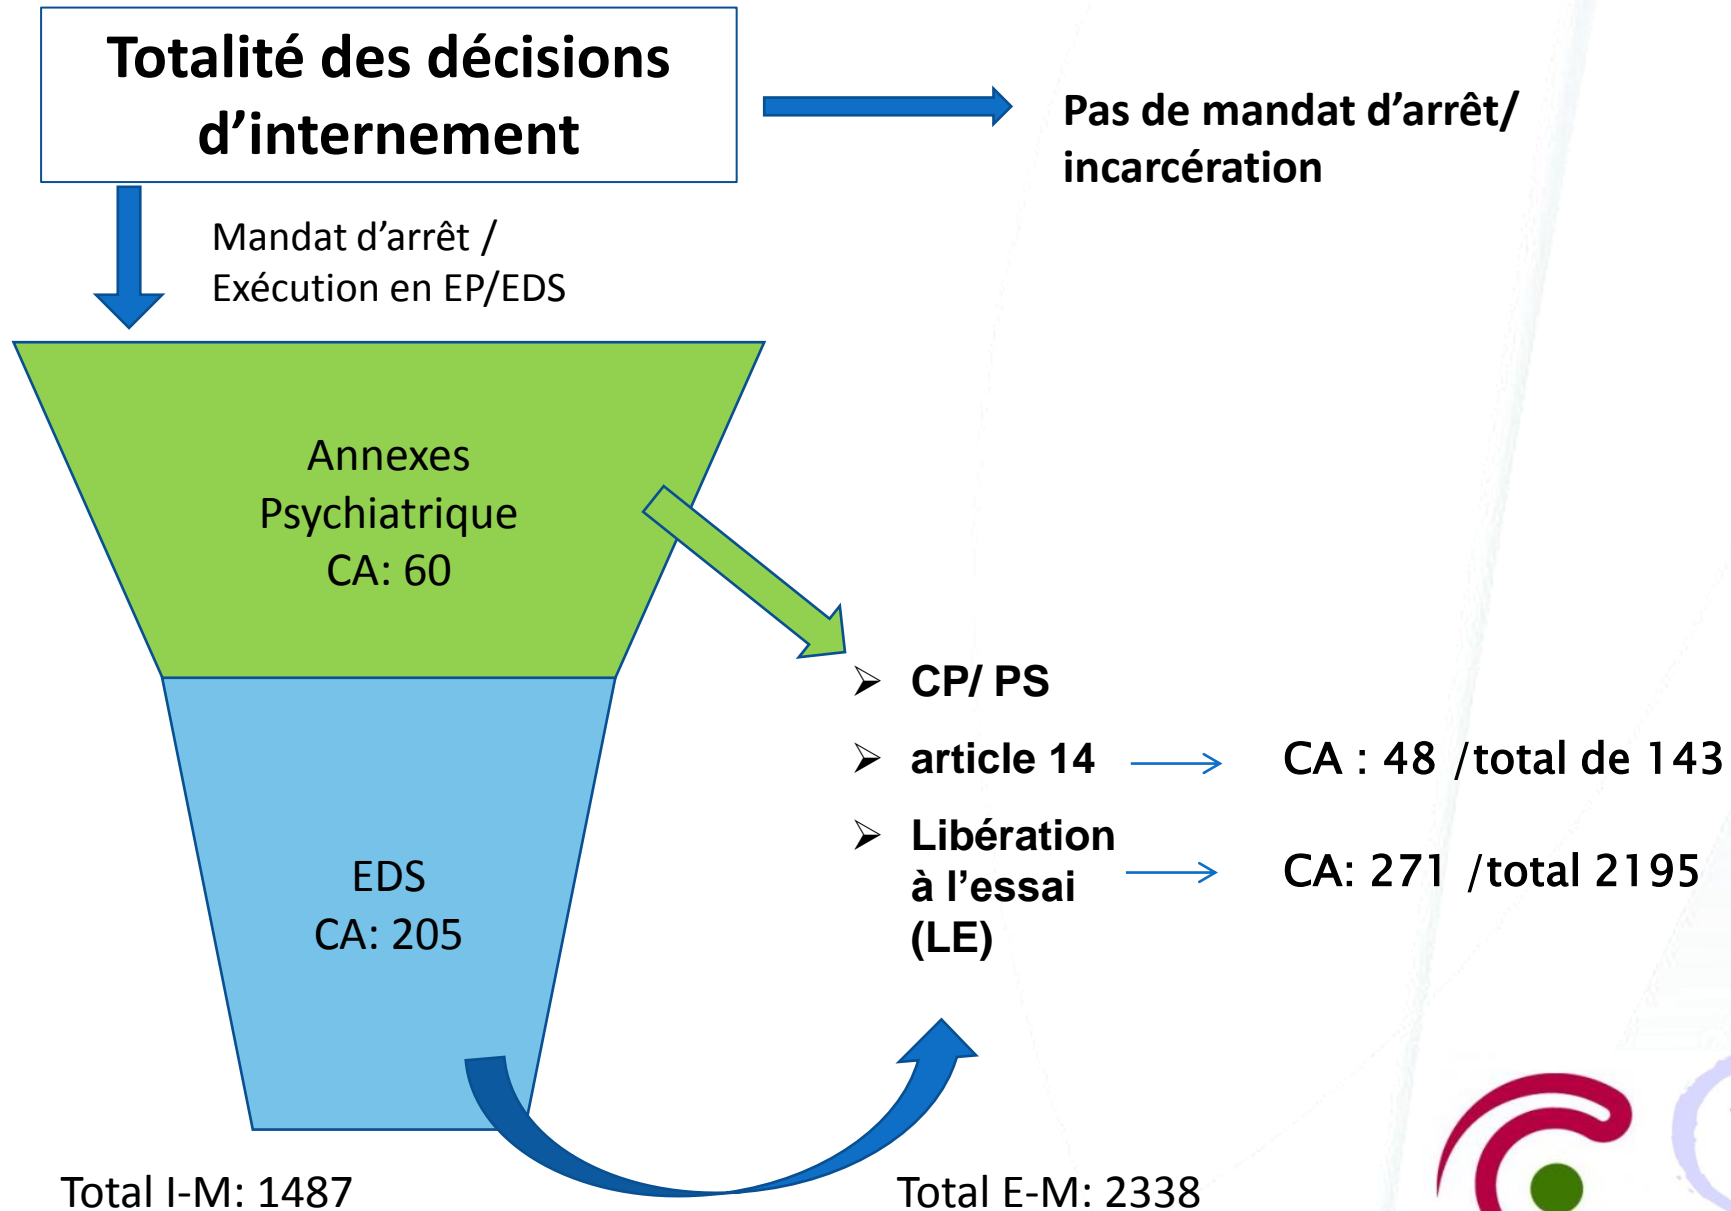 Totalité des décisions
d’internement
Pas de mandat d’arrêt/
incarcération
Mandat d’arrêt /
Exécution en EP/EDS
Annexes
Psychiatrique
CA: 60
EDS
CA: 205
➢ CP/ PS
➢ article 14
CA : 48 /total de 143
➢ Libération
à l’essai
(LE)
CA: 271 /total 2195
Total I-M: 1487
Total E-M: 2338